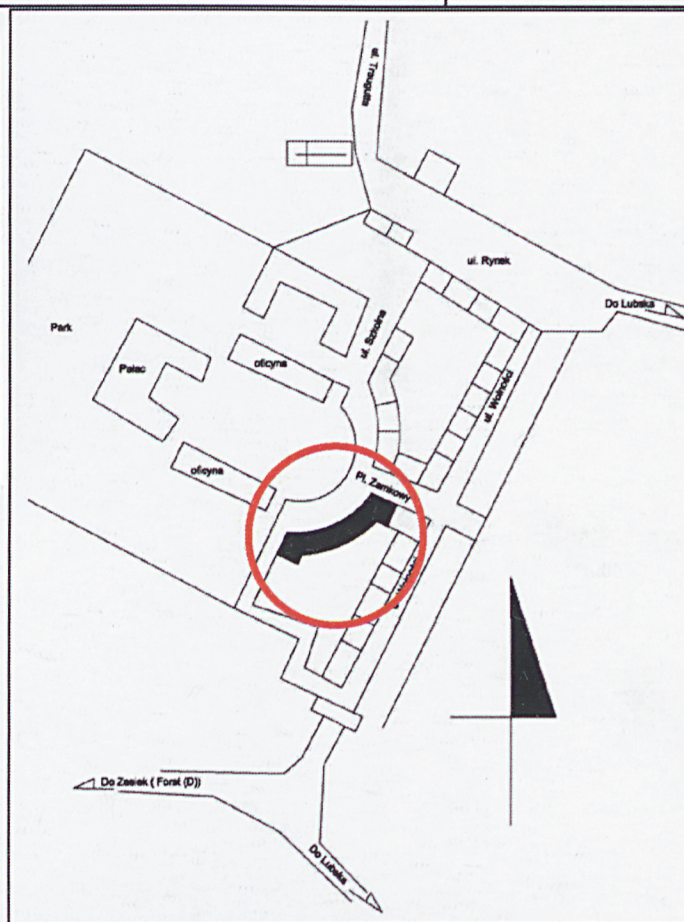 ul. Traugutta
ul. Rynek
Do Lubska
Park
Pałac
oficyna
ul. Szkolna
ul. Wolności
oficyna
Pl. Zamkowy
Do Zasiek ( Forst (D))
Do Lubska